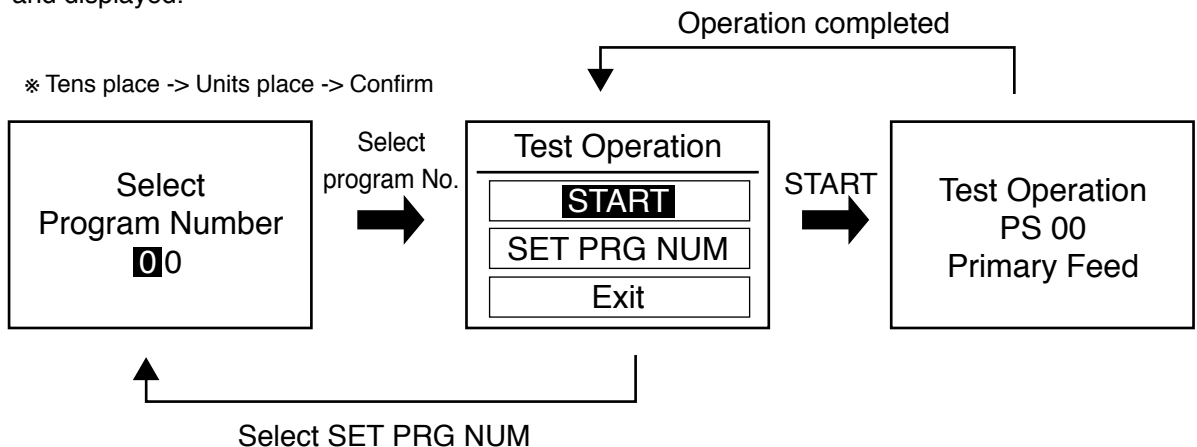 and displayed.
Operation completed
※ Tens place -> Units place -> Confirm
Select
Program Number
00
Select
program No.
Test Operation
START
SET PRG NUM
Exit
START
Test Operation
PS 00
Primary Feed
Select SET PRG NUM